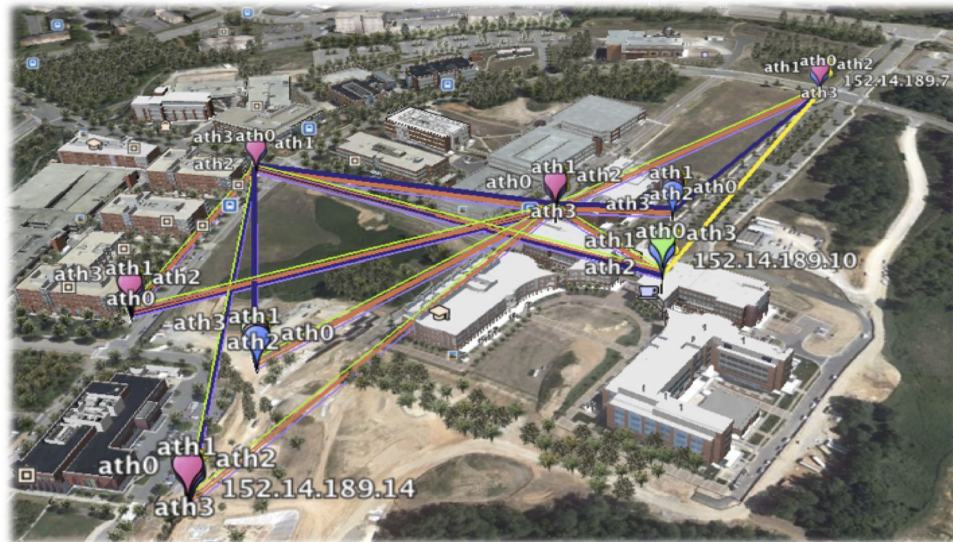 ath1 ath0 ath2
152.14.189.7
ath3
ath3 ath0 ath1
ath2
ath1
ath0 ath2
ath3
ath1
ath0
ath2
ath3
ath0
ath1 ath3
ath2 152.14.189.10
ath3 ath1 ath2
ath0
ath1
ath3 ath0
ath2
ath1
ath0 ath2
152.14.189.14
ath3